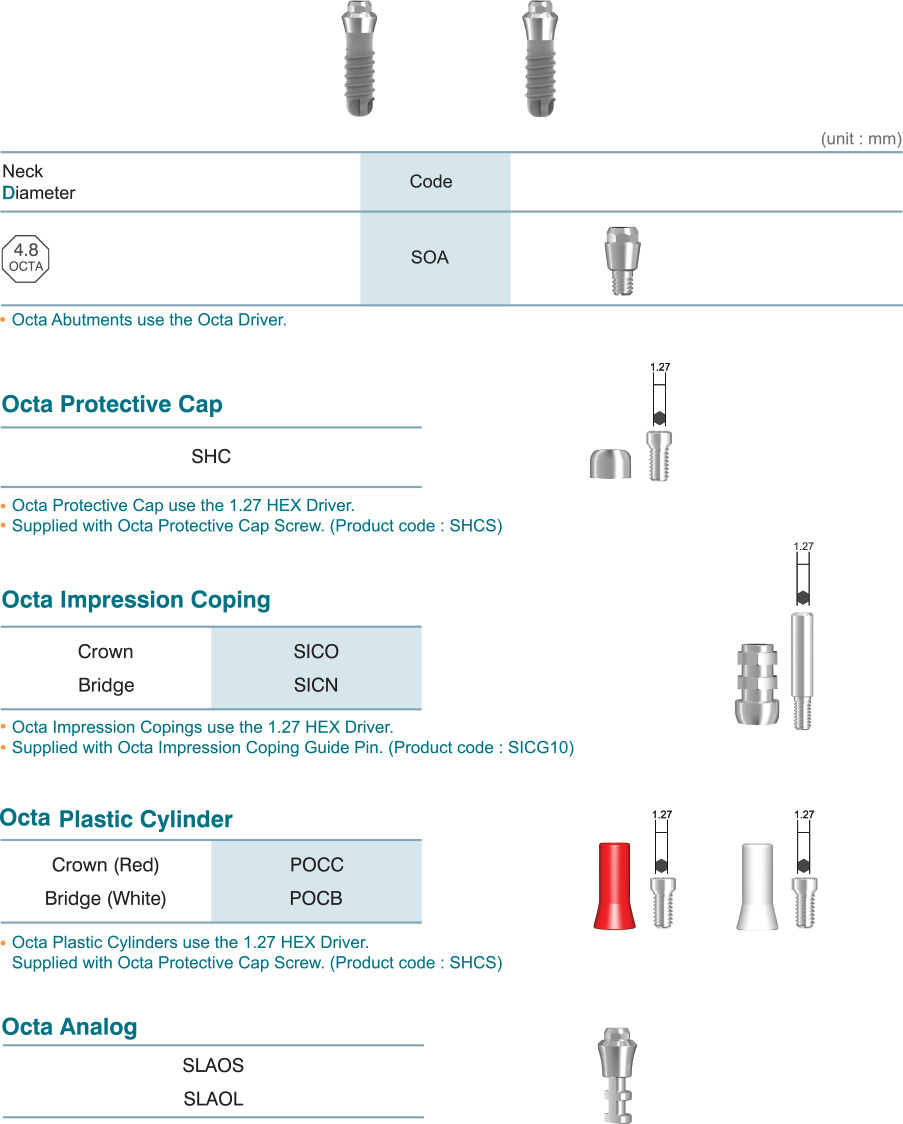 (unit : mm)
Neck
Diameter
Code
4.8
OCTA
SOA
• Octa Abutments use the Octa Driver.
1.27
Octa Protective Cap
SHC
• Octa Protective Cap use the 1.27 HEX Driver.
• Supplied with Octa Protective Cap Screw. (Product code : SHCS)
1.27
Octa Impression Coping
Crown SICO
Bridge SICN
• Octa Impression Copings use the 1.27 HEX Driver.
• Supplied with Octa Impression Coping Guide Pin. (Product code : SICG10)
Octa Plastic Cylinder
1.27 1.27
Crown (Red) POCC
Bridge (White) POCB
• Octa Plastic Cylinders use the 1.27 HEX Driver.
Supplied with Octa Protective Cap Screw. (Product code : SHCS)
Octa Analog
SLAOS
SLAOL